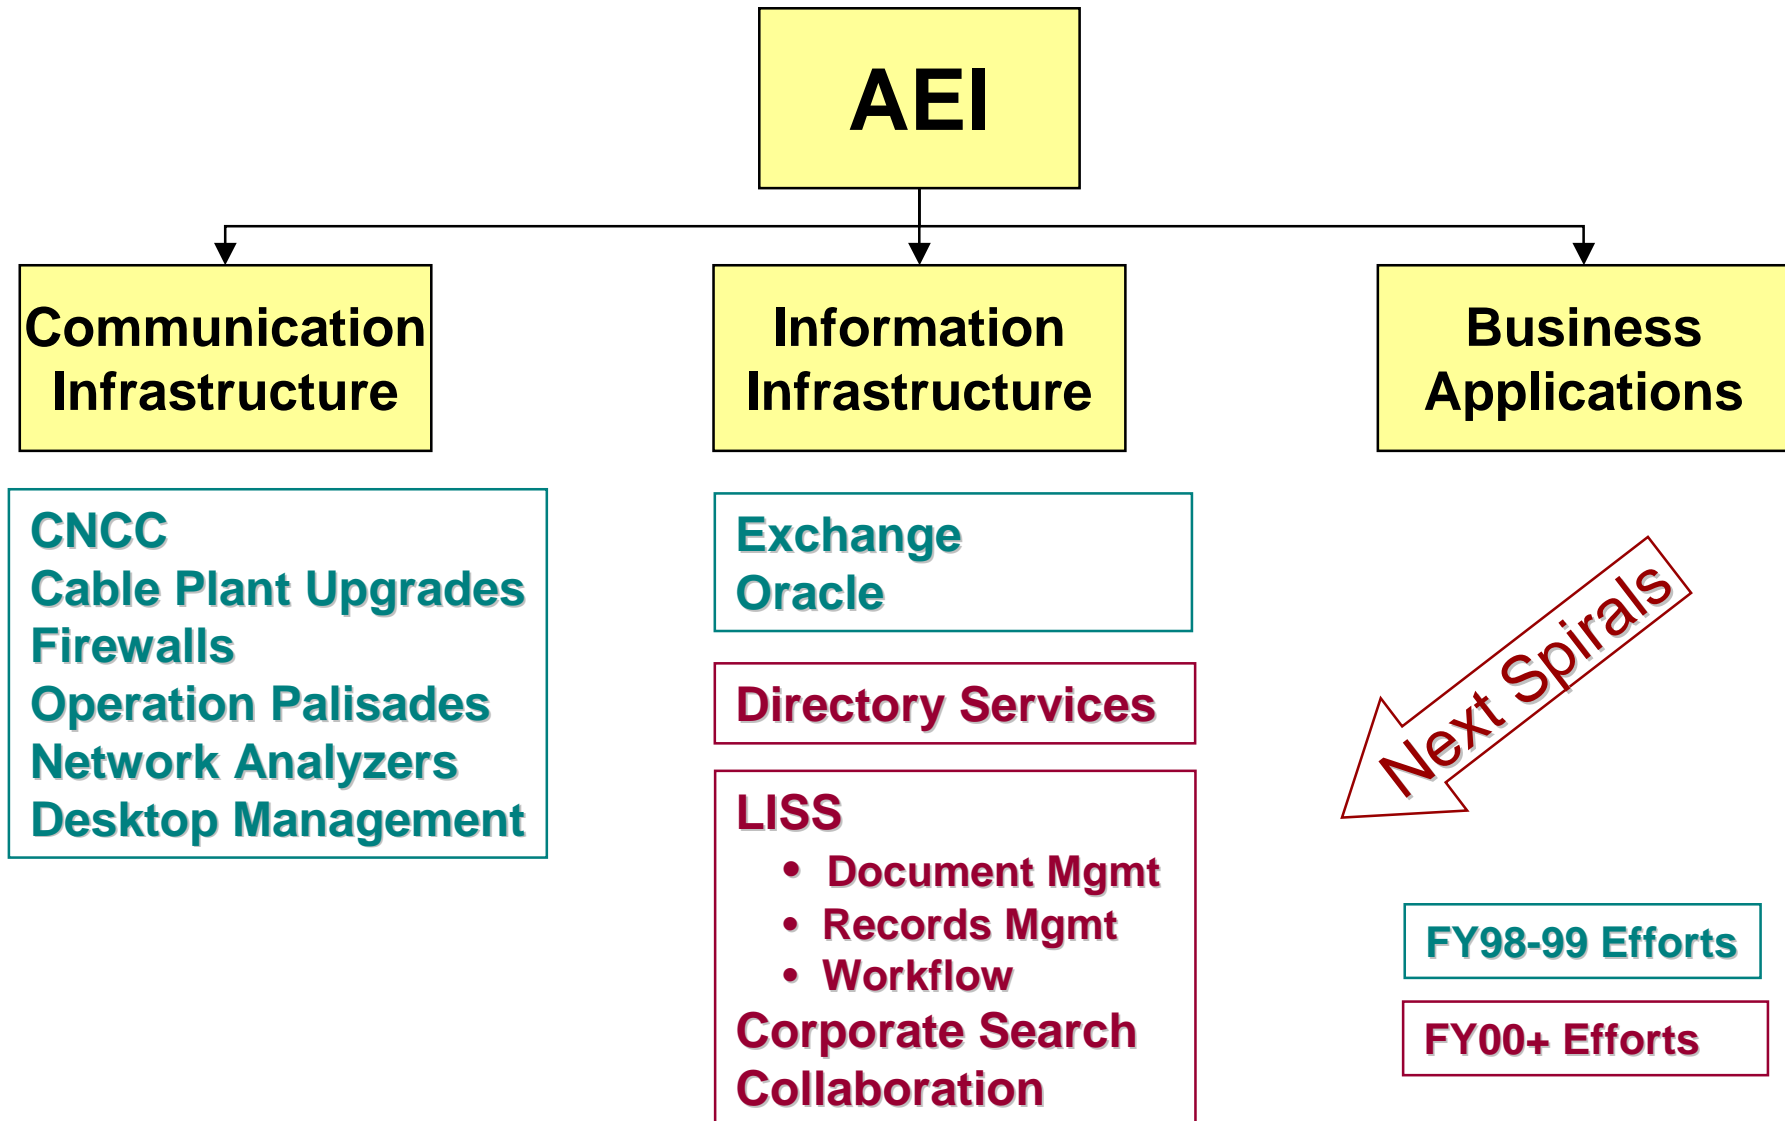 AEI
Communication
Infrastructure
Information
Infrastructure
Business
Applications
CNCC
Cable Plant Upgrades
Firewalls
Operation Palisades
Network Analyzers
Desktop Management
Exchange
Oracle
Directory Services
LISS
• Document Mgmt
• Records Mgmt
• Workflow
Corporate Search
Collaboration
Next Spirals
FY98-99 Efforts
FY00+ Efforts